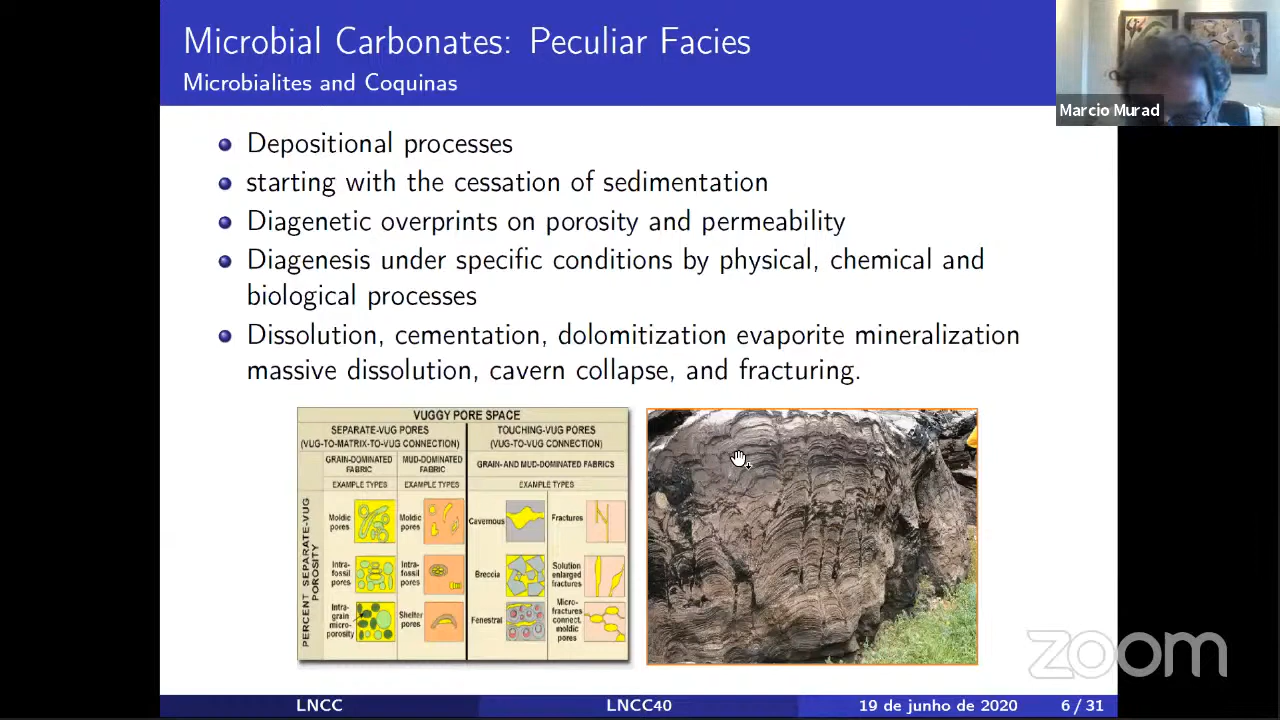 Microbial Carbonates: Peculiar Facies
Microbialites and Coquinas
Marcio Murad
Depositional processes
starting with the cessation of sedimentation
Diagenetic overprints on porosity and permeability
Diagenesis under specific conditions by physical, chemical and
biological processes
Dissolution, cementation, dolomitization evaporite mineralization
massive dissolution, cavern collapse, and fracturing.
VUGGY PORE SPACE
SEPARATE-VUG PORES
(VUG-TO-MATRIX-TO-VUG CONNECTION)
TOUCHING-VUG PORES
(VUG-TO-VUG CONNECTION)
GRAIN-DOMINATED
FABRIC
MUD-DOMINATED
FABRIC
GRAIN-AND MUD-DOMINATED FABRICS
EXAMPLE TYPES
EXAMPLE TYPES
EXAMPLE TYPES
PERCENT SEPARATE-VUG
POROSITY
Moldic
pores
Moldic
pores
Cavernous
Fractures
Intra-
fossil
pores
Intra-
fossil
pores
Breccia
Solution
enlarged
fractures
Intra-
grain
micro-
porosity
Shelter
pores
Fenestral
Micro-
fractures
connect.
moldic
pores
zoom
LNCC
LNCC40
19 de junho de 2020
6 / 31